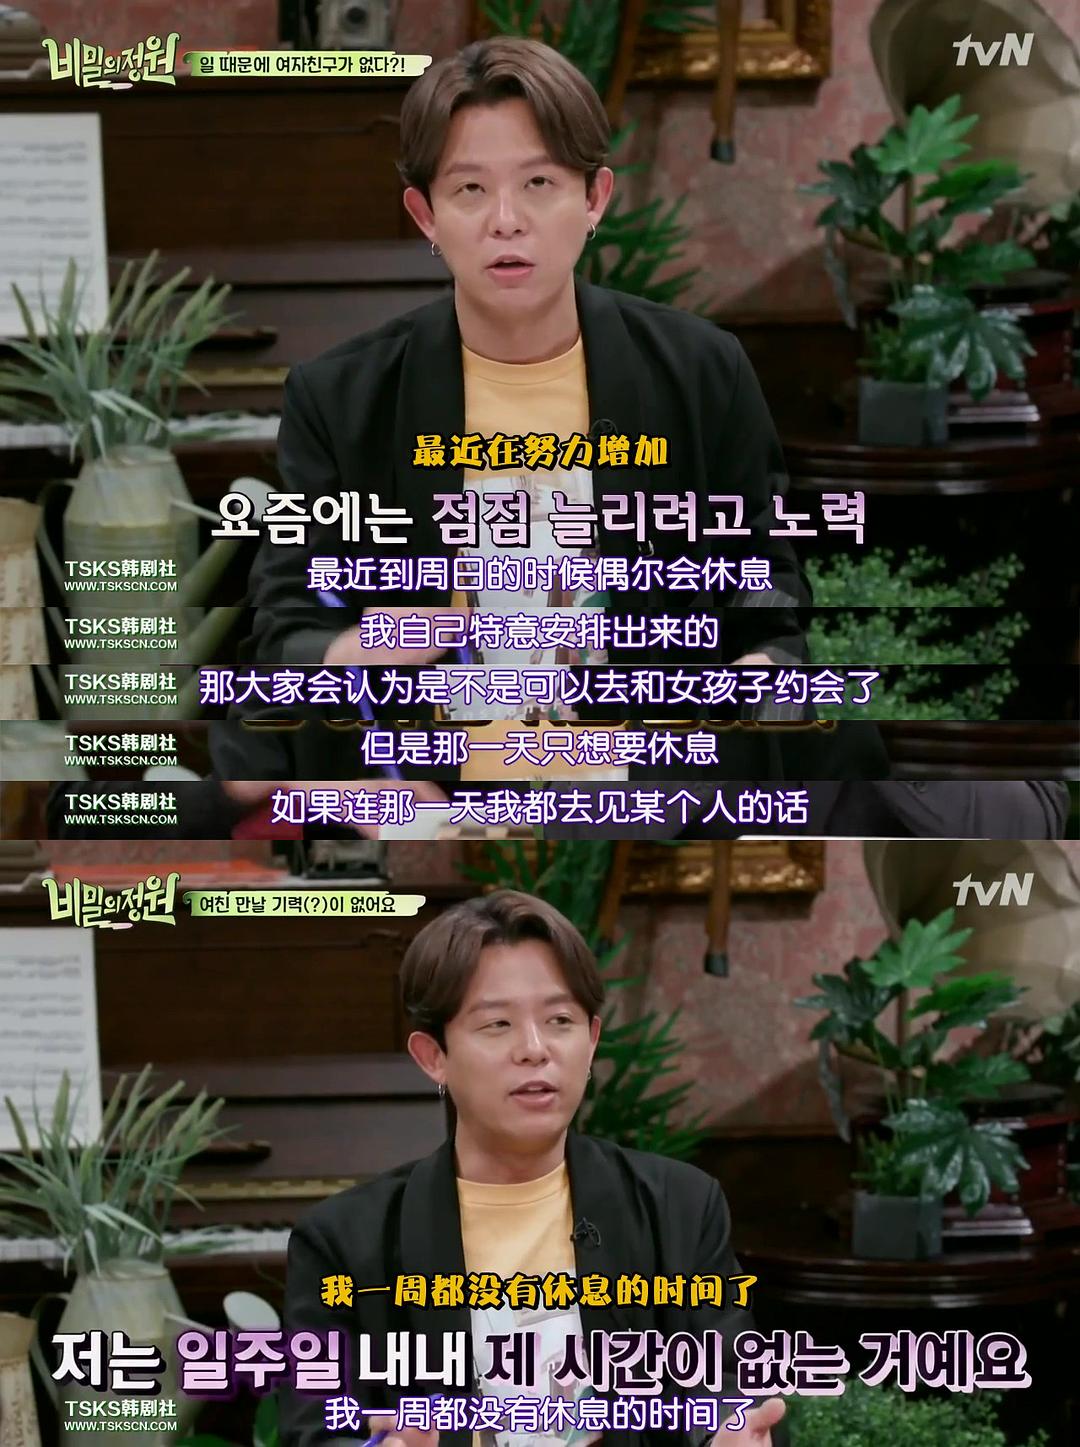 비밀의정원
일 때문에 여자친구가 없다?!
tvN
最近在努力增加
요즘에는 점점 늘리려고 노력
TSKS韩剧社
WWW.TSKSCN.COM
最近到周日的时候偶尔会休息
TSKS韩剧社
WWW.TSKSCN.COM
我自己特意安排出来的
TSKS韩剧社
WWW.TSKSCN.COM
那大家会认为是不是可以去和女孩子约会了
TSKS韩剧社
WWW.TSKSCN.COM
但是那一天只想要休息
TSKS韩剧社
WWW.TSKSCN.COM
如果连那一天我都去见某个人的话
비밀의정원
여친 만날 기력(?)이 없어요
tvN
我一周都没有休息的时间了
저는 일주일 내내 제 시간이 없는 거예요
TSKS韩剧社
WWW.TSKSCN.COM
我一周都没有休息的时间了